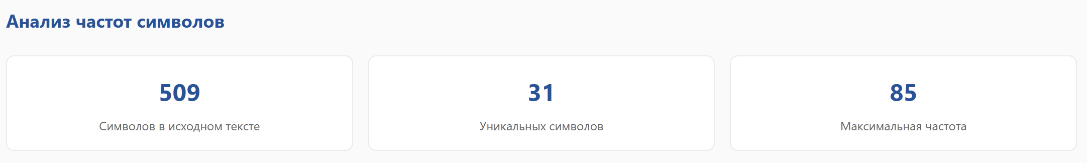 Анализ частот символов
509
Символов в исходном тексте
31
Уникальных символов
85
Максимальная частота